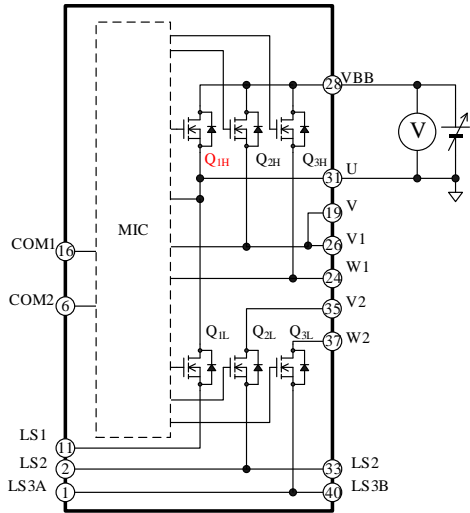 28 VBB
V
Q1H Q2H Q3H
31 U
19 V
MIC
COM1 16
26 V1
24 W1
COM2 6
35 V2
Q1L Q2L Q3L
37 W2
LS1 11
LS2 2
33 LS2
LS3A 1
40 LS3B